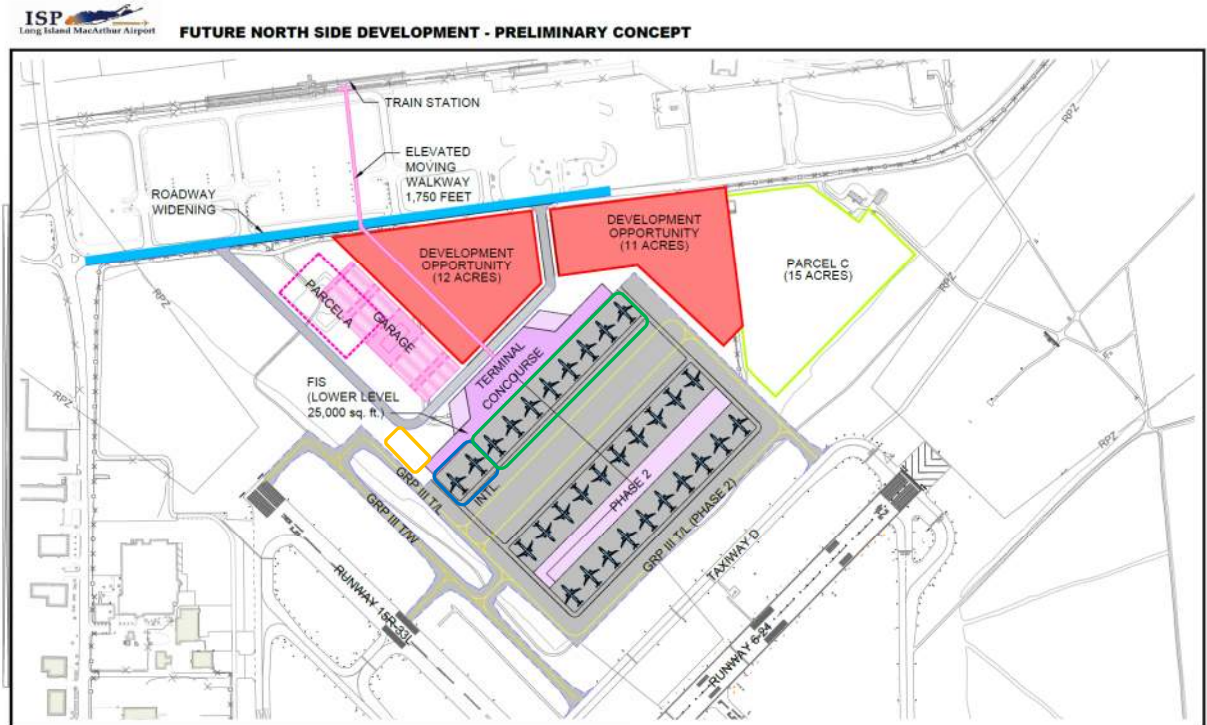 ISP
Long Island MacArthur Airport
FUTURE NORTH SIDE DEVELOPMENT - PRELIMINARY CONCEPT
TRAIN STATION
ELEVATED
MOVING
WALKWAY
1,750 FEET
ROADWAY
WIDENING
DEVELOPMENT
OPPORTUNITY
(12 ACRES)
DEVELOPMENT
OPPORTUNITY
(11 ACRES)
PARCEL C
(15 ACRES)
RPZ
RPZ
RPZ
RPZ
RPZ
PARCEL A
GARAGE
TERMINAL
CONCOURSE
FIS
(LOWER LEVEL
25,000 sq. ft.)
INTL.
GRP III T/L
GRP III T/W
PHASE 2
GRP III T/L (PHASE 2)
TAXIWAY D
RUNWAY 15R-33L
RUNWAY 6-24